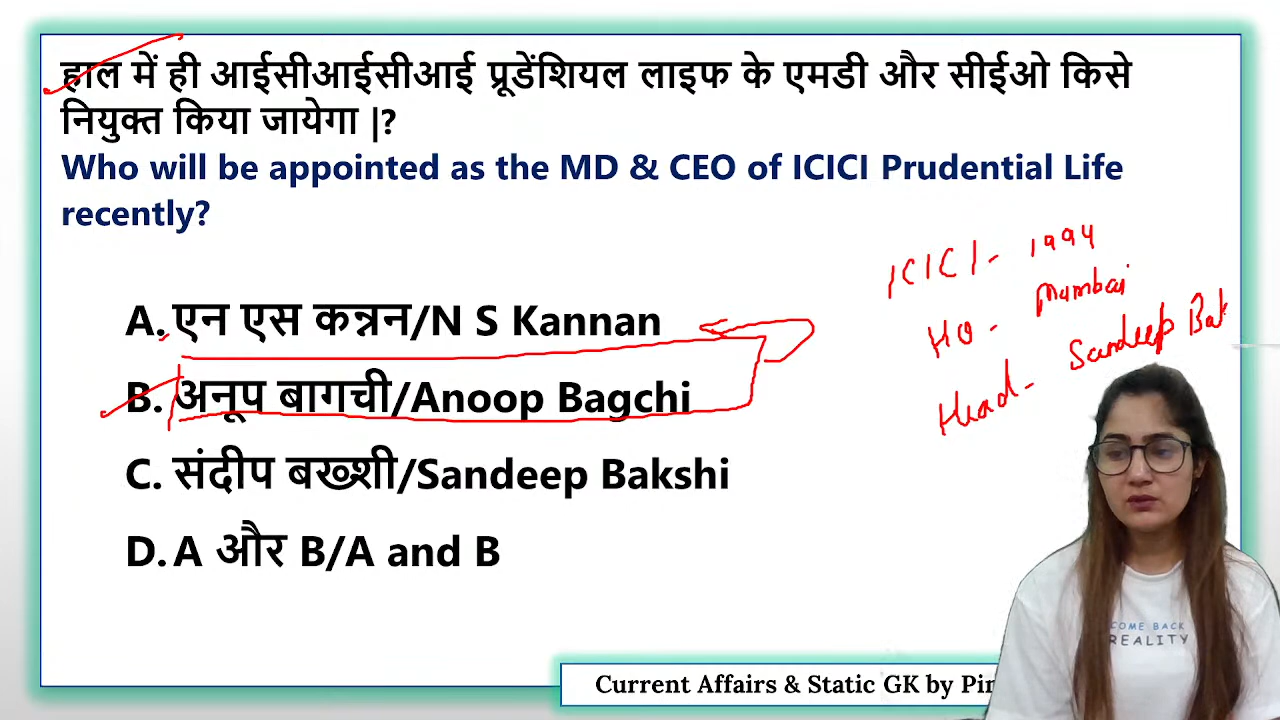 हाल में ही आईसीआईसीआई प्रूडेंशियल लाइफ के एमडी और सीईओ किसे
नियुक्त किया जायेगा |?
Who will be appointed as the MD & CEO of ICICI Prudential Life
recently?
A. एन एस कन्नन/N S Kannan
B. अनूप बागची/Anoop Bagchi
C. संदीप बख्शी/Sandeep Bakshi
D. A और B/A and B
ICICI - 1994
HO - Mumbai
Head - Sandeep Bak
COME BACK
REALITY
Current Affairs & Static GK by